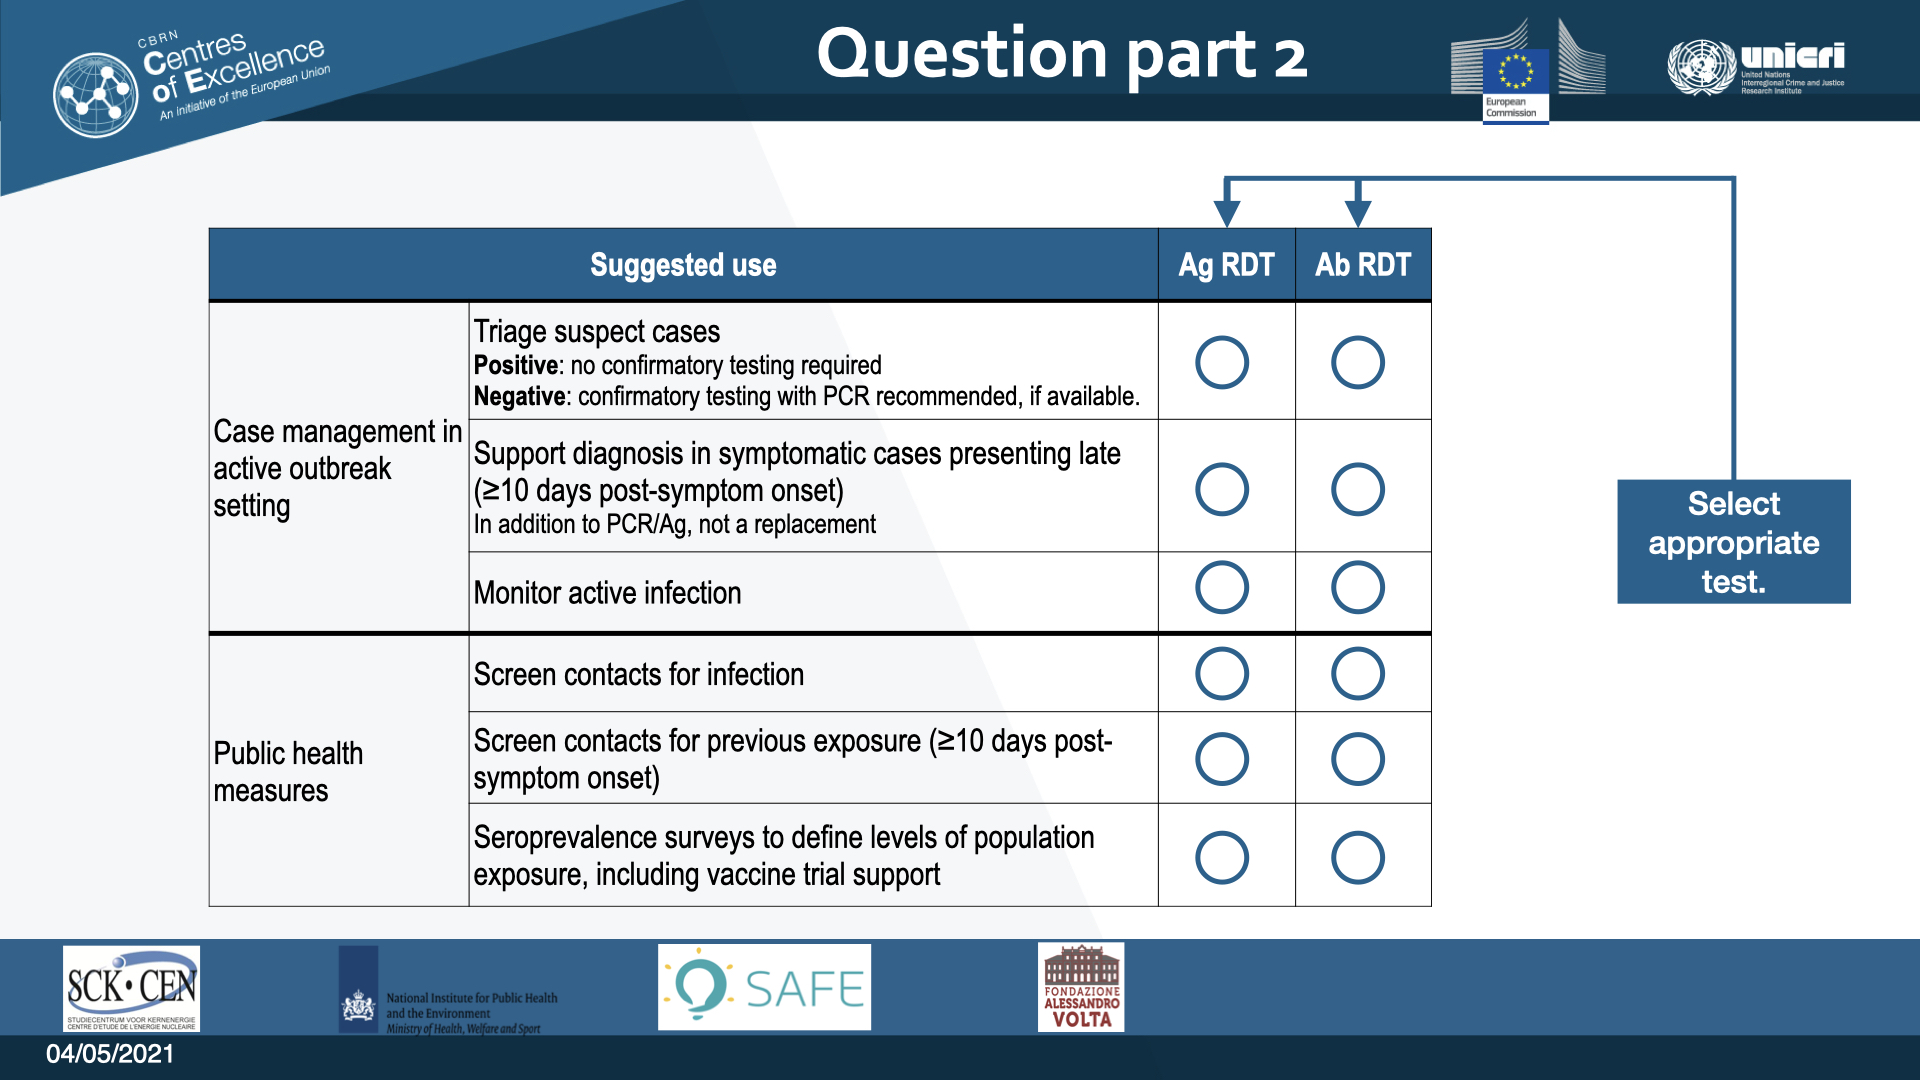 CBRN
Centres
of Excellence
An initiative of the European Union
Question part 2
European
Commission
unicri
United Nations
Interregional Crime and Justice
Research Institute
Suggested use
Ag RDT
Ab RDT
Case management in
active outbreak
setting
Triage suspect cases
Positive: no confirmatory testing required
Negative: confirmatory testing with PCR recommended, if available.
Support diagnosis in symptomatic cases presenting late
(≥10 days post-symptom onset)
In addition to PCR/Ag, not a replacement
Monitor active infection
Public health
measures
Screen contacts for infection
Screen contacts for previous exposure (≥10 days post-
symptom onset)
Seroprevalence surveys to define levels of population
exposure, including vaccine trial support
Select
appropriate
test.
SCK•CEN
STUDIECENTRUM VOOR KERNENERGIE
CENTRE D'ETUDE DE L'ENERGIE NUCLEAIRE
National Institute for Public Health
and the Environment
Ministry of Health, Welfare and Sport
SAFE
FONDAZIONE
ALESSANDRO
VOLTA
04/05/2021